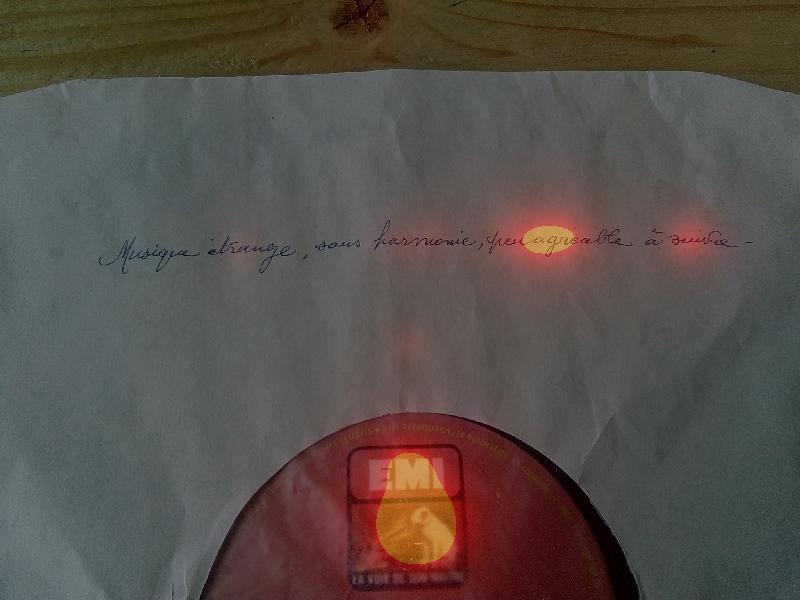 Musique étrange, sans harmonie, peu agréable à suivre -
EMI
LA VOIX DE SON MAITRE